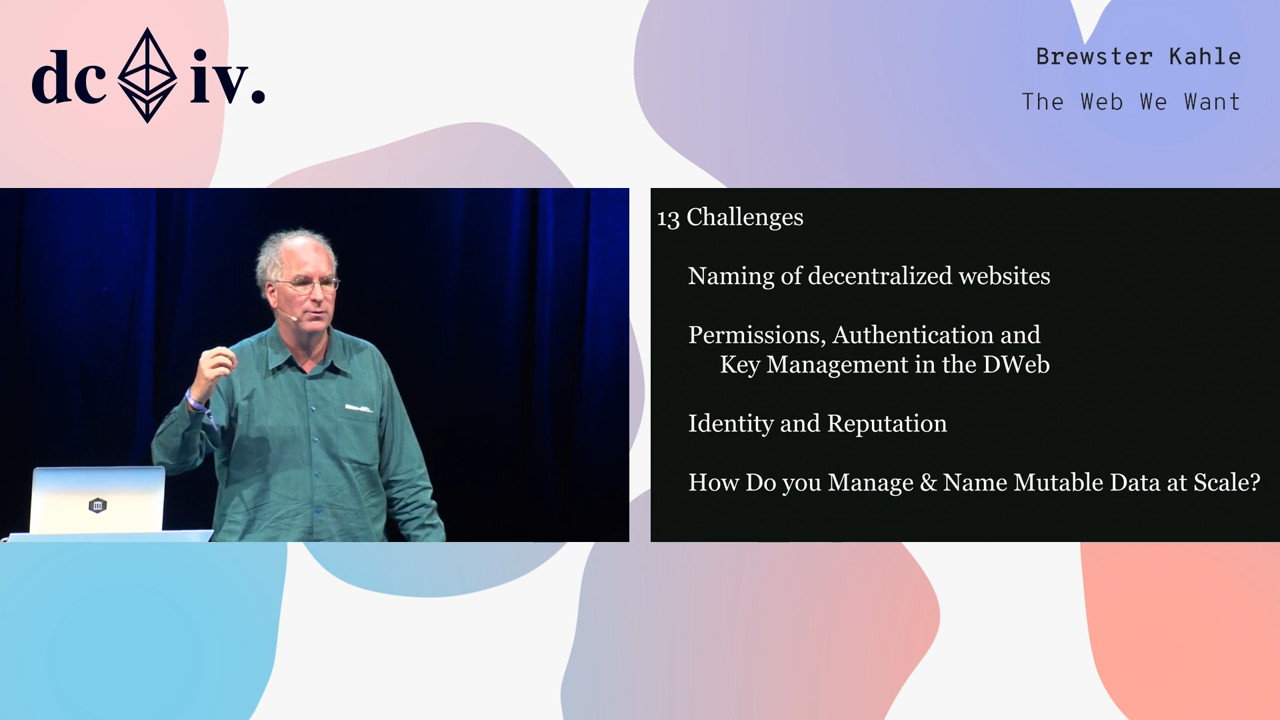 dc iv.
Brewster Kahle
The Web We Want
13 Challenges
Naming of decentralized websites
Permissions, Authentication and
Key Management in the DWeb
Identity and Reputation
How Do you Manage & Name Mutable Data at Scale?